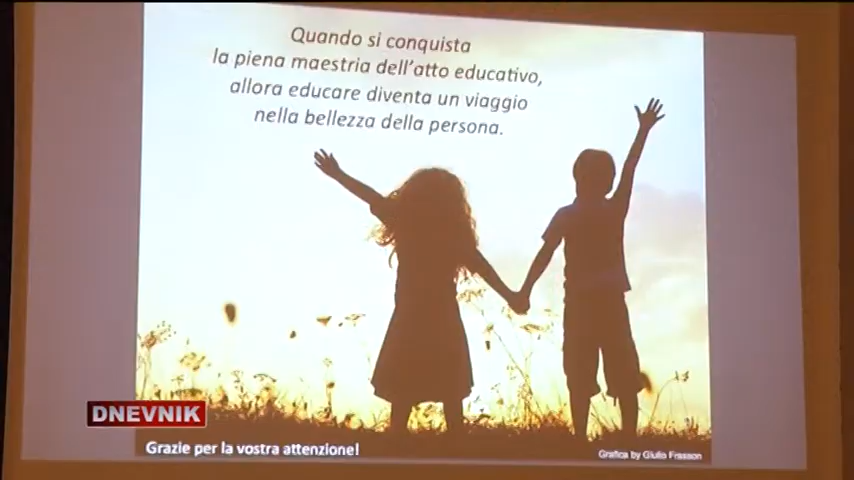 Quando si conquista
la piena maestria dell'atto educativo,
allora educare diventa un viaggio
nella bellezza della persona.
DNEVNIK
Grazie per la vostra attenzione!
Grafica by Giulio Frasson